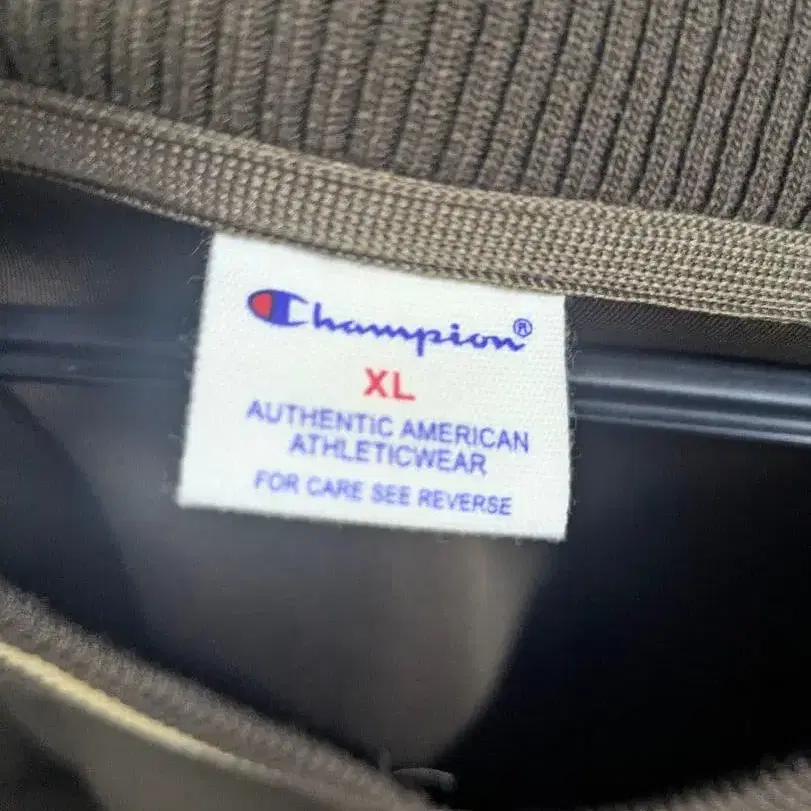 Champion®
XL
AUTHENTIC AMERICAN
ATHLETICWEAR
FOR CARE SEE REVERSE